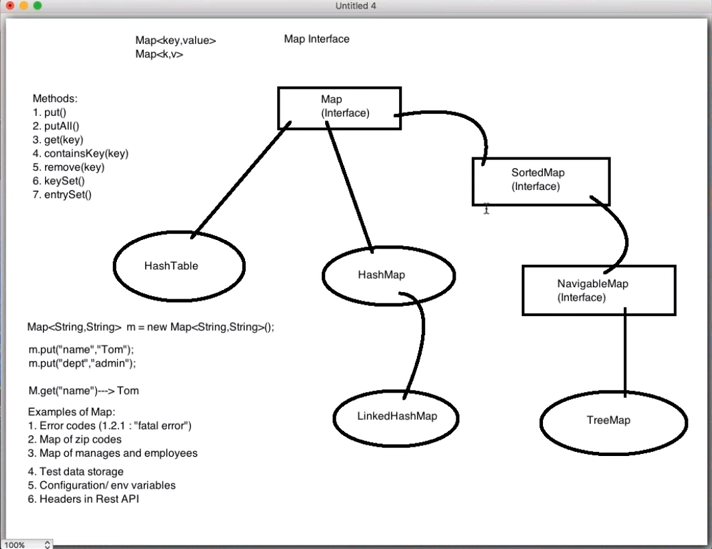 Untitled 4
Map<key,value>
Map<k,v>
Map Interface
Methods:
1. put()
2. putAll()
3. get(key)
4. containsKey(key)
5. remove(key)
6. keySet()
7. entrySet()
Map
(Interface)
SortedMap
(Interface)
HashTable
HashMap
NavigableMap
(Interface)
LinkedHashMap
TreeMap
Map<String,String> m = new Map<String,String>();
m.put("name","Tom");
m.put("dept","admin");
M.get("name")---> Tom
Examples of Map:
1. Error codes (1.2.1 : "fatal error")
2. Map of zip codes
3. Map of manages and employees
4. Test data storage
5. Configuration/ env variables
6. Headers in Rest API
100%